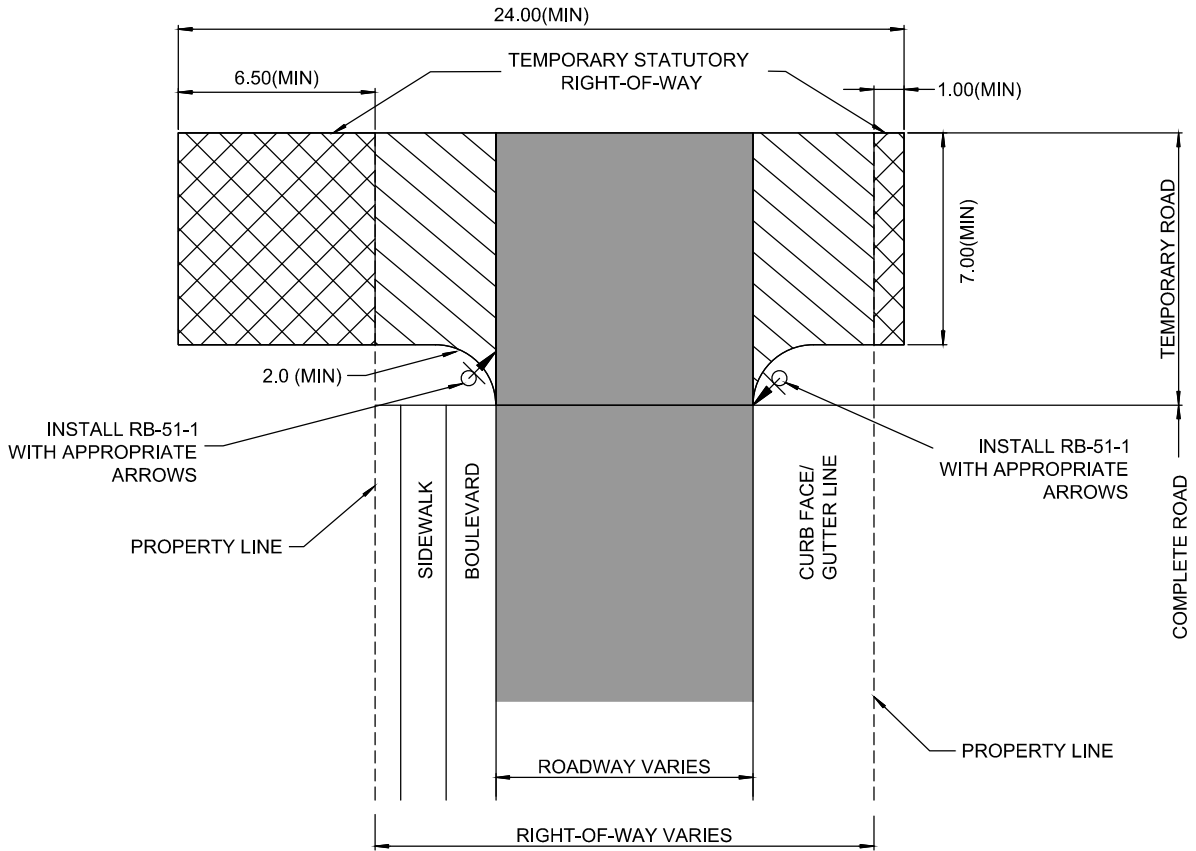 24.00(MIN)
6.50(MIN)
TEMPORARY STATUTORY
RIGHT-OF-WAY
1.00(MIN)
7.00(MIN)
TEMPORARY ROAD
2.0 (MIN)
INSTALL RB-51-1
WITH APPROPRIATE
ARROWS
INSTALL RB-51-1
WITH APPROPRIATE
ARROWS
PROPERTY LINE
SIDEWALK
BOULEVARD
CURB FACE/
GUTTER LINE
COMPLETE ROAD
PROPERTY LINE
ROADWAY VARIES
RIGHT-OF-WAY VARIES